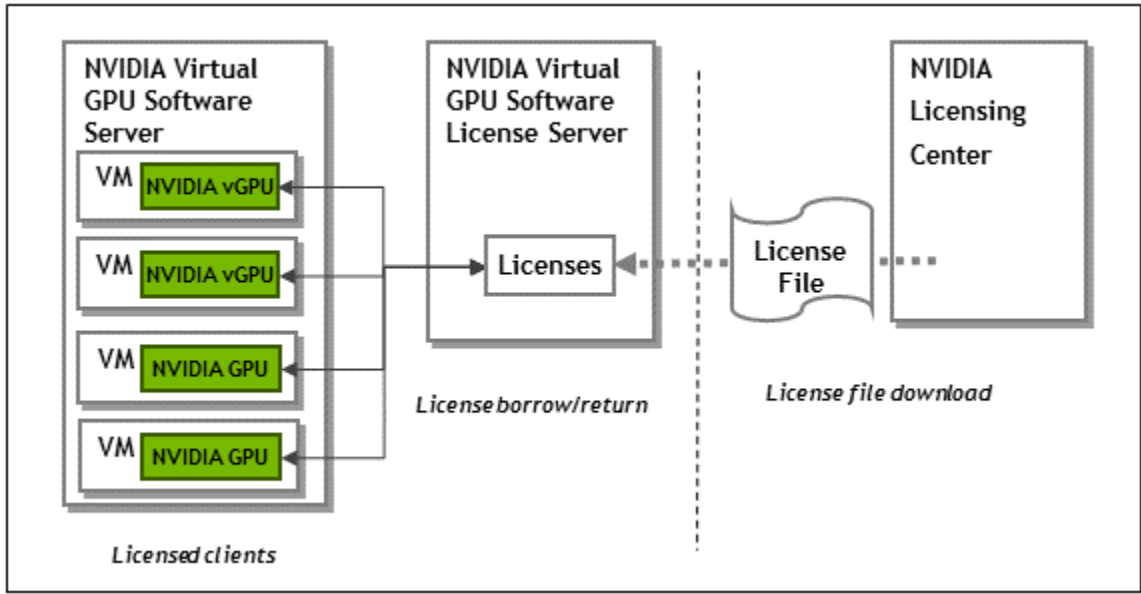 NVIDIA Virtual
GPU Software
Server
VM
NVIDIA vGPU
VM
NVIDIA vGPU
VM
NVIDIA GPU
VM
NVIDIA GPU
Licensed clients
NVIDIA Virtual
GPU Software
License Server
Licenses
License borrow/return
NVIDIA
Licensing
Center
License
File
License file download